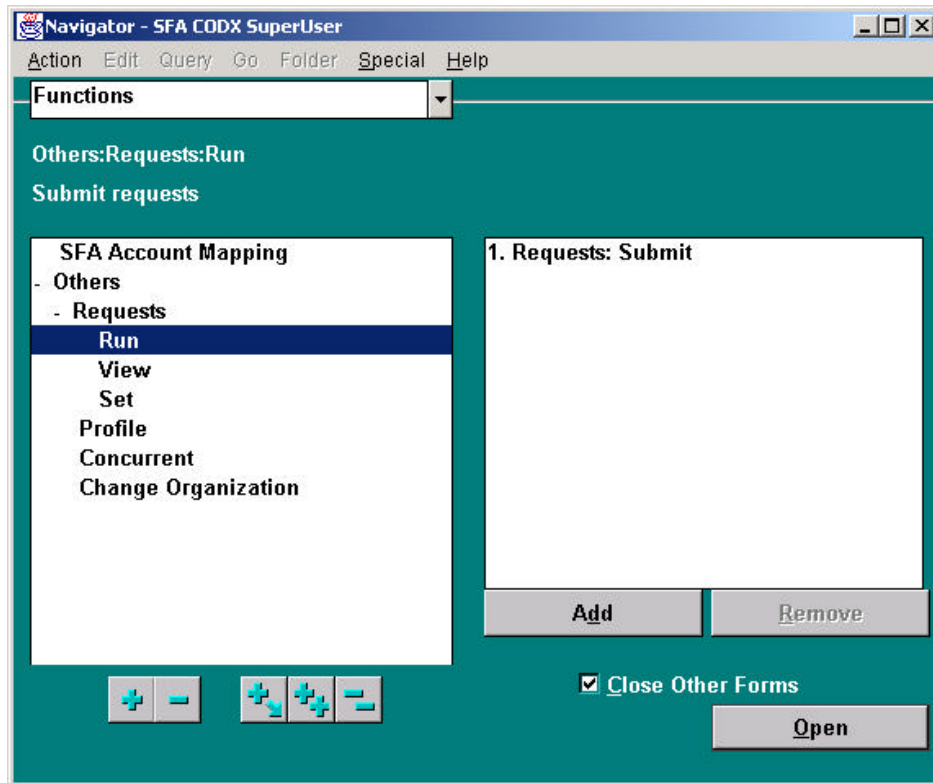 Navigator - SFA CODX SuperUser
Action Edit Query Go Folder Special Help
Functions
Others:Requests:Run
Submit requests
SFA Account Mapping
- Others
- Requests
Run
View
Set
Profile
Concurrent
Change Organization
1. Requests: Submit
Add
Remove
Close Other Forms
Open